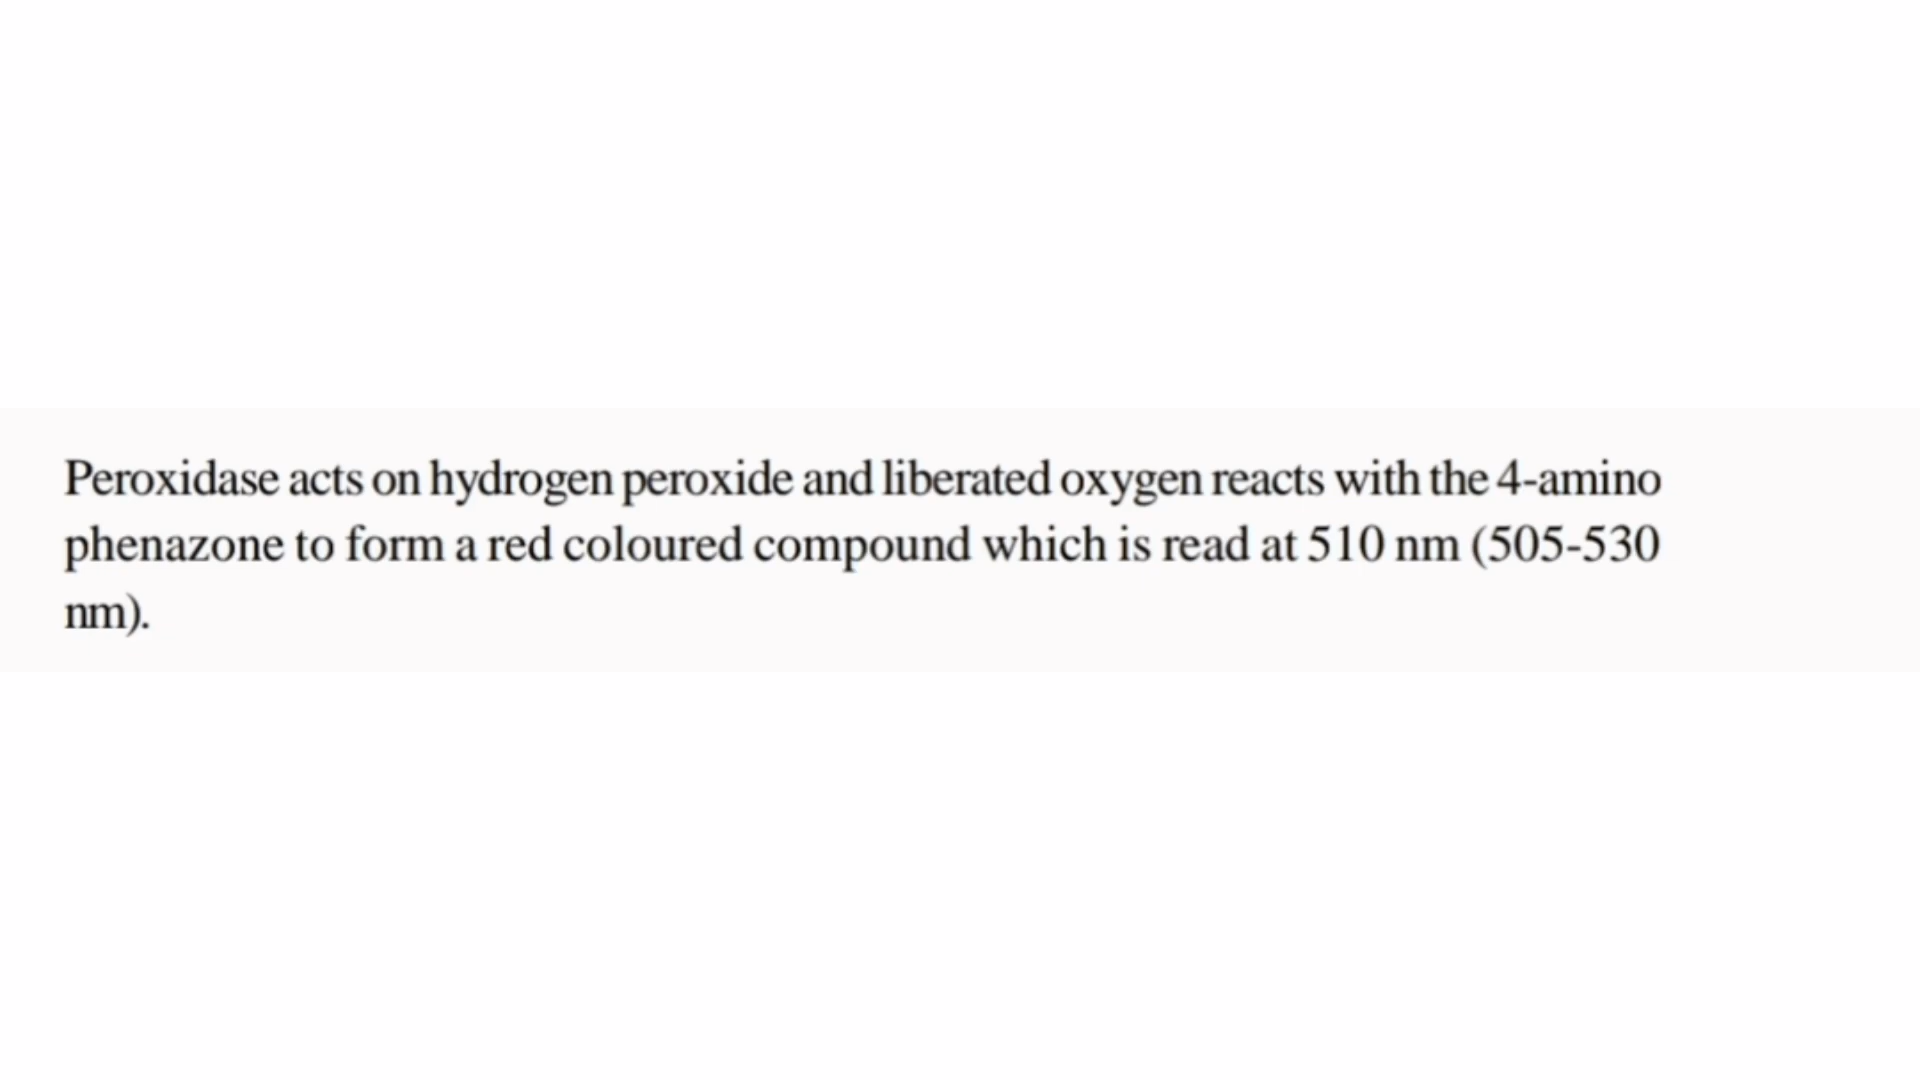 Peroxidase acts on hydrogen peroxide and liberated oxygen reacts with the 4-amino
phenazone to form a red coloured compound which is read at 510 nm (505-530
nm).